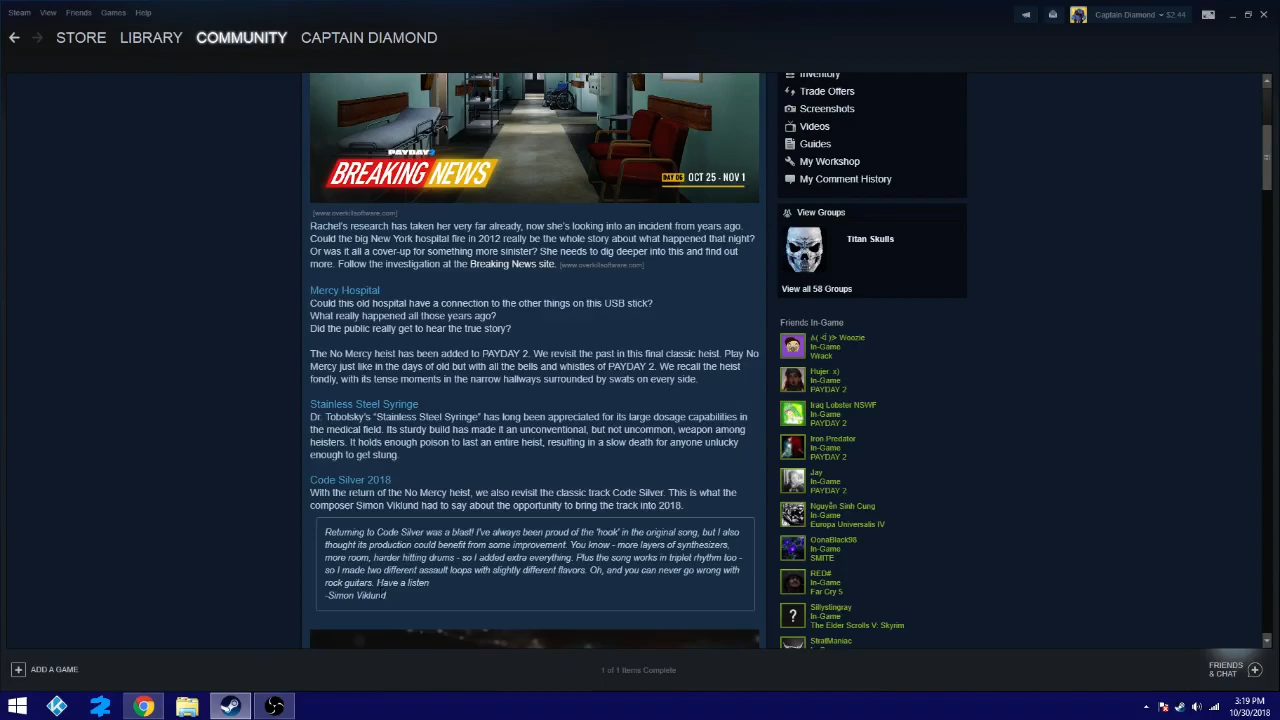 Steam View Friends Games Help
Captain Diamond $2.44
STORE LIBRARY COMMUNITY CAPTAIN DIAMOND
PAYDAY 2
BREAKING NEWS
DAY 06 OCT 25 - NOV 1
[www.overkillsoftware.com]
Rachel's research has taken her very far already, now she's looking into an incident from years ago.
Could the big New York hospital fire in 2012 really be the whole story about what happened that night?
Or was it all a cover-up for something more sinister? She needs to dig deeper into this and find out
more. Follow the investigation at the Breaking News site. [www.overkillsoftware.com]
Mercy Hospital
Could this old hospital have a connection to the other things on this USB stick?
What really happened all those years ago?
Did the public really get to hear the true story?
The No Mercy heist has been added to PAYDAY 2. We revisit the past in this final classic heist. Play No
Mercy just like in the days of old but with all the bells and whistles of PAYDAY 2. We recall the heist
fondly, with its tense moments in the narrow hallways surrounded by swats on every side.
Stainless Steel Syringe
Dr. Tobolsky's "Stainless Steel Syringe" has long been appreciated for its large dosage capabilities in
the medical field. Its sturdy build has made it an unconventional, but not uncommon, weapon among
heisters. It holds enough poison to last an entire heist, resulting in a slow death for anyone unlucky
enough to get stung.
Code Silver 2018
With the return of the No Mercy heist, we also revisit the classic track Code Silver. This is what the
composer Simon Viklund had to say about the opportunity to bring the track into 2018.
Returning to Code Silver was a blast! I've always been proud of the 'hook' in the original song, but I also
thought its production could benefit from some improvement. You know - more layers of synthesizers,
more room, harder hitting drums - so I added extra everything. Plus the song works in triplet rhythm too -
so I made two different assault loops with slightly different flavors. Oh, and you can never go wrong with
rock guitars. Have a listen
-Simon Viklund
Inventory
Trade Offers
Screenshots
Videos
Guides
My Workshop
My Comment History
View Groups
Titan Skulls
View all 58 Groups
Friends In-Game
Woozie
In-Game
Wrack
Hujer: x)
In-Game
PAYDAY 2
Iraq Lobster NSWF
In-Game
PAYDAY 2
Iron Predator
In-Game
PAYDAY 2
Jay
In-Game
PAYDAY 2
Nguyễn Sinh Cung
In-Game
Europa Universalis IV
OonaBlack98
In-Game
SMITE
RED#
In-Game
Far Cry 5
Sillystingray
In-Game
The Elder Scrolls V: Skyrim
StratManiac
ADD A GAME
1 of 1 Items Complete
FRIENDS
& CHAT
3:19 PM
10/30/2018